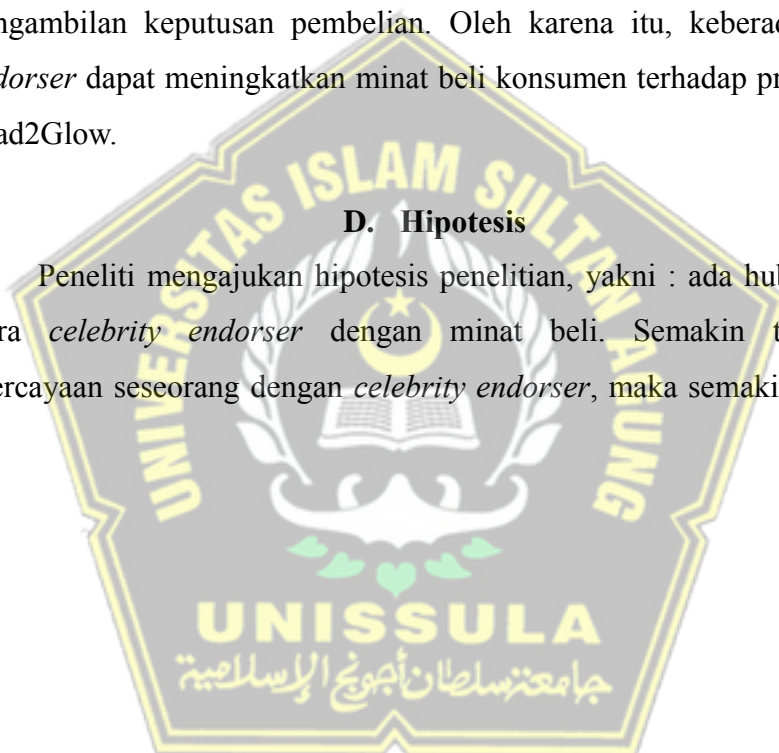 ngambilan keputusan pembelian. Oleh karena itu, keberad
dorser dapat meningkatkan minat beli konsumen terhadap pr
ad2Glow.
D. Hipotesis
Peneliti mengajukan hipotesis penelitian, yakni : ada hul
ra celebrity endorser dengan minat beli. Semakin t
ercayaan seseorang dengan celebrity endorser, maka semaki
UNIVERSITAS ISLAM SULTAN AGUNG
UNISSULA
جامعتسلطان أجونج الإسلامية